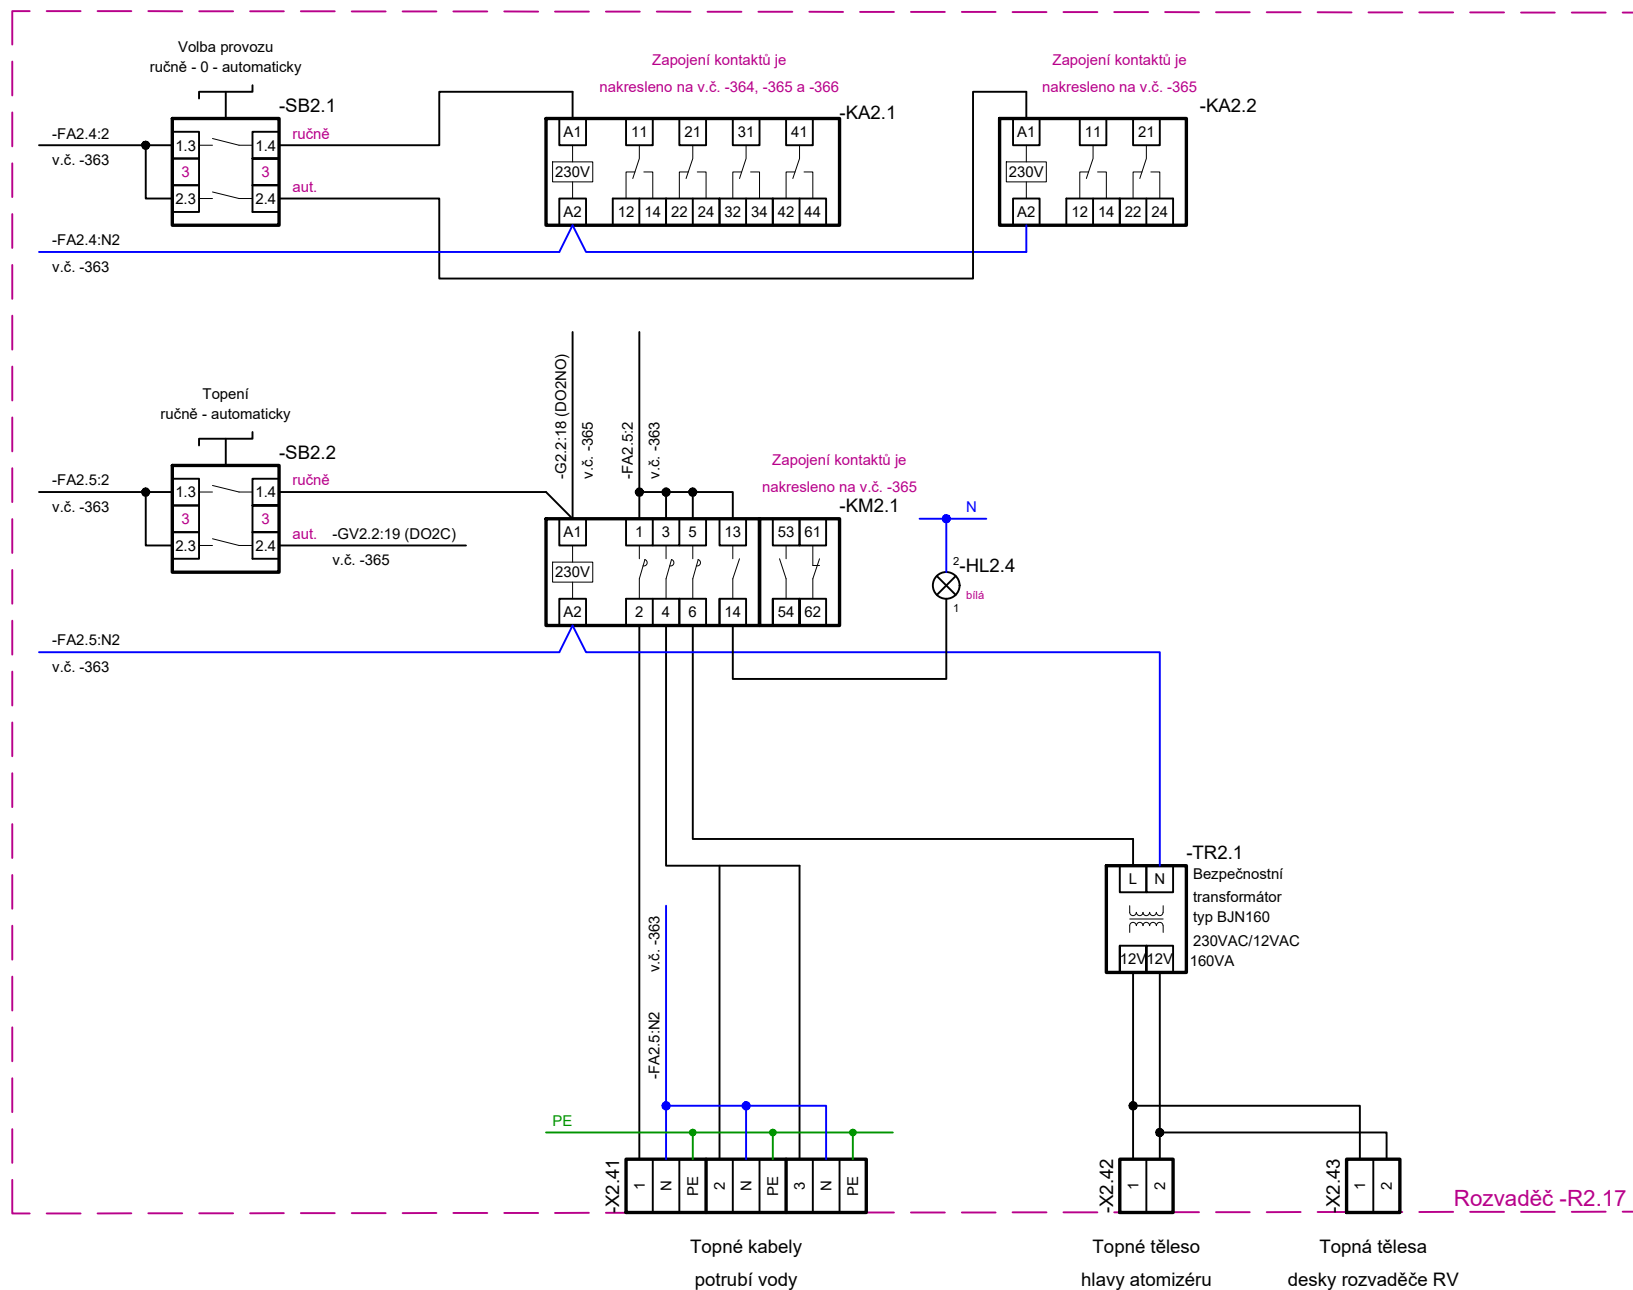 Volba provozu
ručně - 0 - automaticky
-SB2.1
-FA2.4:2
v.č. -363
1.3
1.4
3
3
2.3
2.4
ručně
aut.
-FA2.4:N2
v.č. -363
Zapojení kontaktů je
nakresleno na v.č. -364, -365 a -366
-KA2.1
A1
11
21
31
41
230V
A2
12
14
22
24
32
34
42
44
Zapojení kontaktů je
nakresleno na v.č. -365
-KA2.2
A1
11
21
230V
A2
12
14
22
24
Topení
ručně - automaticky
-SB2.2
-FA2.5:2
v.č. -363
1.3
1.4
3
3
2.3
2.4
ručně
aut.
-GV2.2:19 (DO2C)
v.č. -365
-G2.2:18 (DO2NO)
v.č. -365
-FA2.5:2
v.č. -363
Zapojení kontaktů je
nakresleno na v.č. -365
-KM2.1
A1
1
3
5
13
53
61
230V
A2
2
4
6
14
54
62
N
2
-HL2.4
bílá
1
-FA2.5:N2
v.č. -363
-TR2.1
L
N
Bezpečnostní
transformátor
typ BJN160
230VAC/12VAC
160VA
12V
12V
v.č. -363
-FA2.5:N2
PE
-X2.41
1
N
PE
2
N
PE
3
N
PE
-X2.42
1
2
-X2.43
1
2
Rozvaděč -R2.17
Topné kabely
potrubí vody
Topné těleso
hlavy atomizéru
Topná tělesa
desky rozvaděče RV